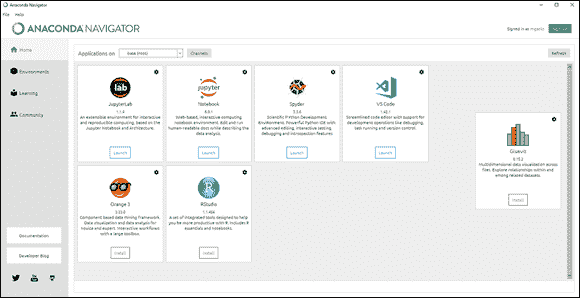 Anaconda Navigator
File Help
ANACONDA NAVIGATOR
Signed in as
Home
Applications on base (root) Channels
Refresh
Environments
Learning
Community
JupyterLab
An extensible environment for interactive
and reproducible computing, based on the
Jupyter Notebook and Architecture.
Launch
Notebook
Web-based, interactive computing
notebook environment. Edit and run
human-readable docs while describing the
data analysis.
Launch
Spyder
Scientific PYthon Development
EnviRonment. Powerful Python IDE with
advanced editing, interactive testing,
debugging and introspection features
Launch
VS Code
Streamlined code editor with support for
development operations like debugging,
task running and version control.
Launch
Glueviz
Multidimensional data visualization across
files. Explore relationships within and
among related datasets.
Install
Orange 3
Component based data mining framework.
Data visualization and data analysis for
novice and expert. Interactive workflows
with a large toolbox.
Install
RStudio
A set of integrated tools designed to help
you be more productive with R. Includes R
essentials and notebooks.
Install
Documentation
Developer Blog